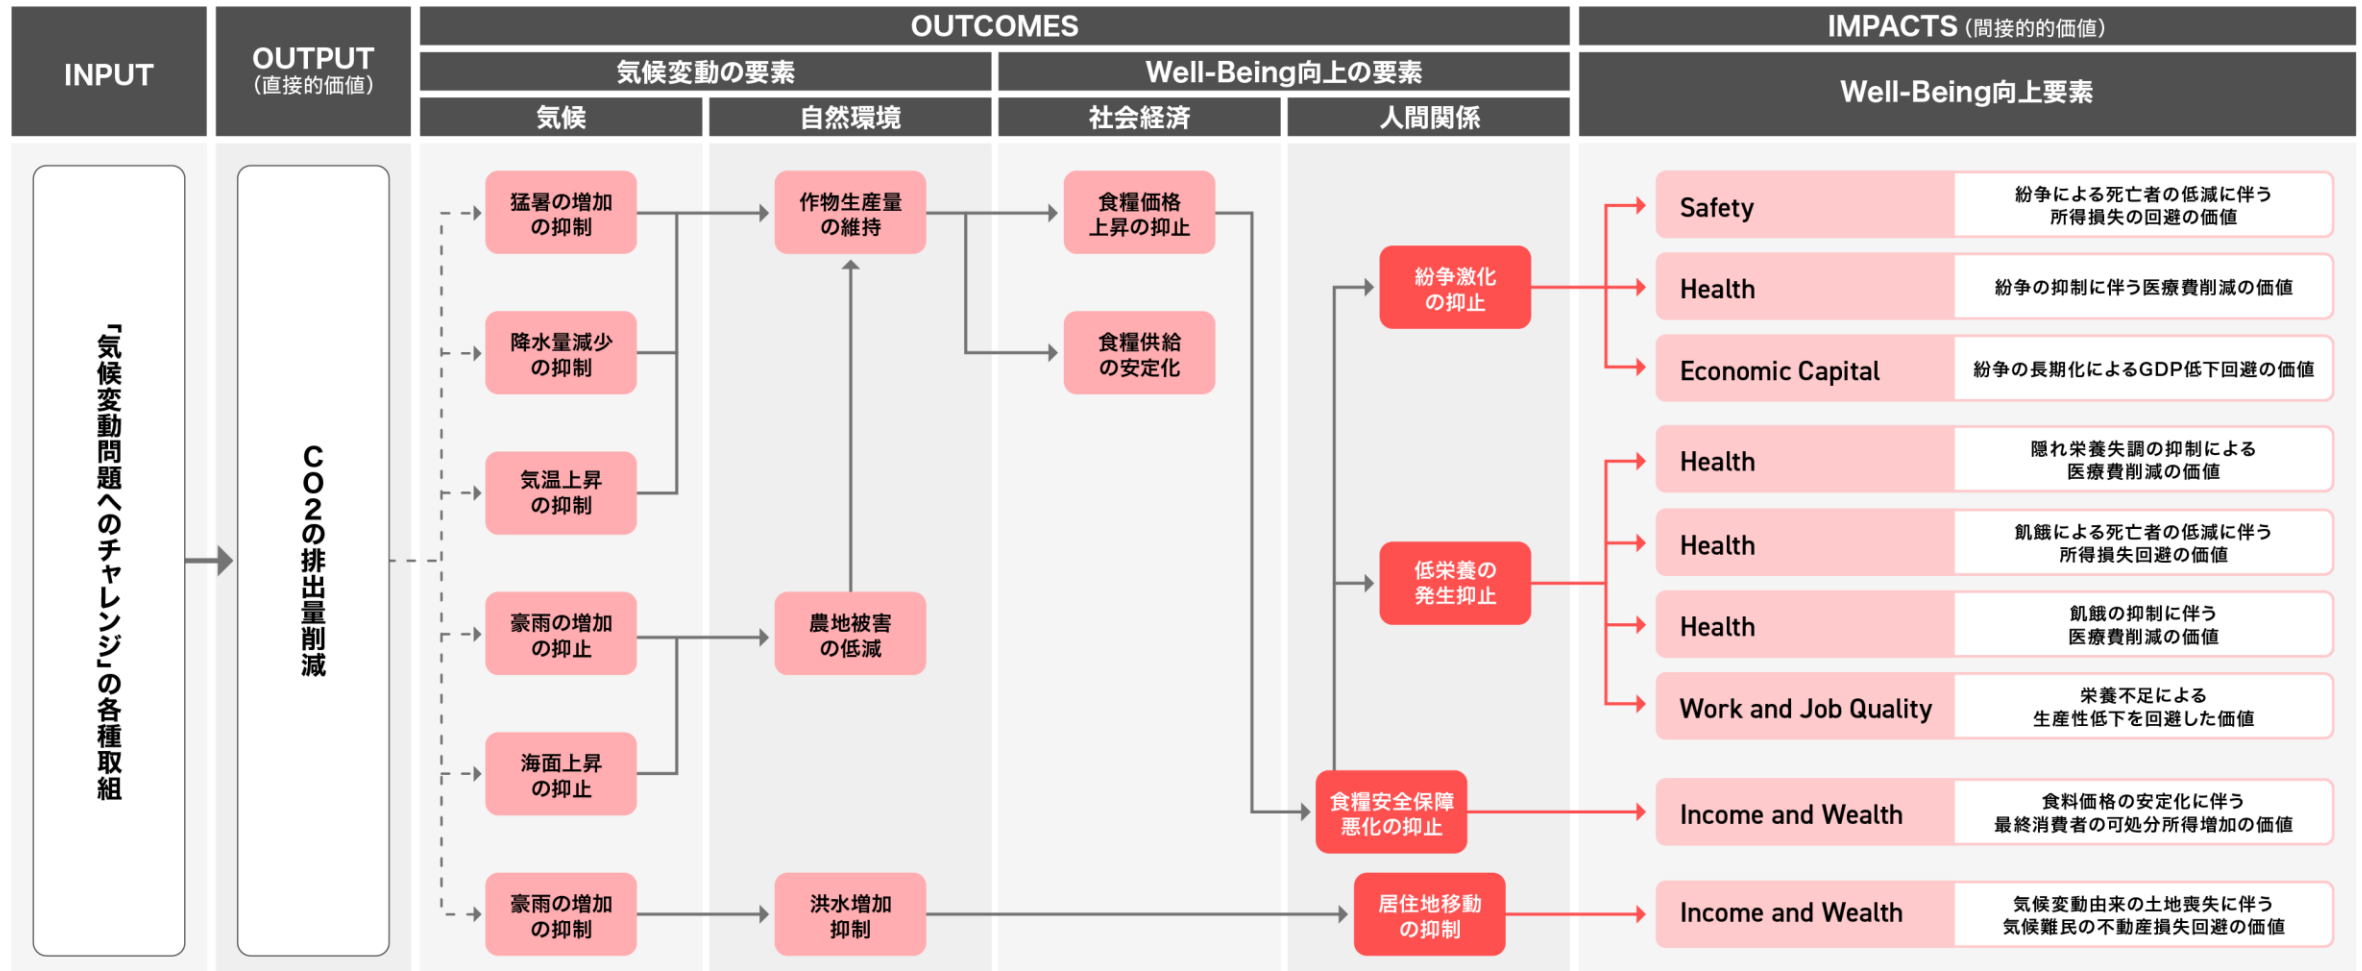 INPUT
OUTPUT
（直接的価値）
OUTCOMES
気候変動の要素
Well-Being向上の要素
気候
自然環境
社会経済
人間関係
IMPACTS（間接的的価値）
Well-Being向上要素
「気候変動問題へのチャレンジ」の各種取組
CO2の排出量削減
猛暑の増加
の抑制
降水量減少
の抑制
気温上昇
の抑制
豪雨の増加
の抑止
海面上昇
の抑止
豪雨の増加
の抑制
作物生産量
の維持
農地被害
の低減
洪水増加
抑制
食糧価格
上昇の抑止
食糧供給
の安定化
紛争激化
の抑止
低栄養の
発生抑止
食糧安全保障
悪化の抑止
居住地移動
の抑制
Safety
紛争による死亡者の低減に伴う
所得損失の回避の価値
Health
紛争の抑制に伴う医療費削減の価値
Economic Capital
紛争の長期化によるGDP低下回避の価値
Health
隠れ栄養失調の抑制による
医療費削減の価値
Health
飢餓による死亡者の低減に伴う
所得損失回避の価値
Health
飢餓の抑制に伴う
医療費削減の価値
Work and Job Quality
栄養不足による
生産性低下を回避した価値
Income and Wealth
食料価格の安定化に伴う
最終消費者の可処分所得増加の価値
Income and Wealth
気候変動由来の土地喪失に伴う
気候難民の不動産損失回避の価値